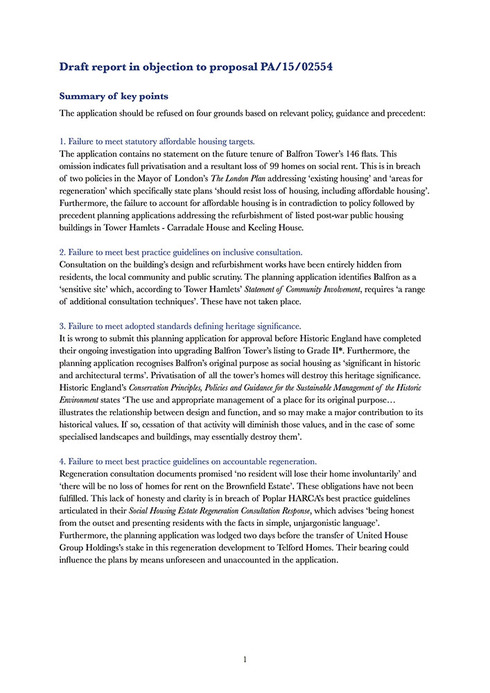 Draft report in objection to proposal PA/15/02554
Summary of key points
The application should be refused on four grounds based on relevant policy, guidance and precedent:
1. Failure to meet statutory affordable housing targets.
The application contains no statement on the future tenure of Balfron Tower's 146 flats. This
omission indicates full privatisation and a resultant loss of 99 homes on social rent. This is in breach
of two policies in the Mayor of London's The London Plan addressing 'existing housing' and 'areas for
regeneration' which specifically state plans 'should resist loss of housing, including affordable housing'.
Furthermore, the failure to account for affordable housing is in contradiction to policy followed by
precedent planning applications addressing the refurbishment of listed post-war public housing
buildings in Tower Hamlets - Carradale House and Keeling House.
2. Failure to meet best practice guidelines on inclusive consultation.
Consultation on the building's design and refurbishment works have been entirely hidden from
residents, the local community and public scrutiny. The planning application identifies Balfron as a
'sensitive site' which, according to Tower Hamlets' Statement of Community Involvement, requires 'a range
of additional consultation techniques'. These have not taken place.
3. Failure to meet adopted standards defining heritage significance.
It is wrong to submit this planning application for approval before Historic England have completed
their ongoing investigation into upgrading Balfron Tower's listing to Grade II*. Furthermore, the
planning application recognises Balfron's original purpose as social housing as 'significant in historic
and architectural terms'. Privatisation of all the tower's homes will destroy this heritage significance.
Historic England's Conservation Principles, Policies and Guidance for the Sustainable Management of the Historic
Environment states 'The use and appropriate management of a place for its original purpose…
illustrates the relationship between design and function, and so may make a major contribution to its
historical values. If so, cessation of that activity will diminish those values, and in the case of some
specialised landscapes and buildings, may essentially destroy them'.
4. Failure to meet best practice guidelines on accountable regeneration.
Regeneration consultation documents promised 'no resident will lose their home involuntarily' and
'there will be no loss of homes for rent on the Brownfield Estate'. These obligations have not been
fulfilled. This lack of honesty and clarity is in breach of Poplar HARCA's best practice guidelines
articulated in their Social Housing Estate Regeneration Consultation Response, which advises 'being honest
from the outset and presenting residents with the facts in simple, unjargonistic language'.
Furthermore, the planning application was lodged two days before the transfer of United House
Group Holdings's stake in this regeneration development to Telford Homes. Their bearing could
influence the plans by means unforeseen and unaccounted in the application.
1